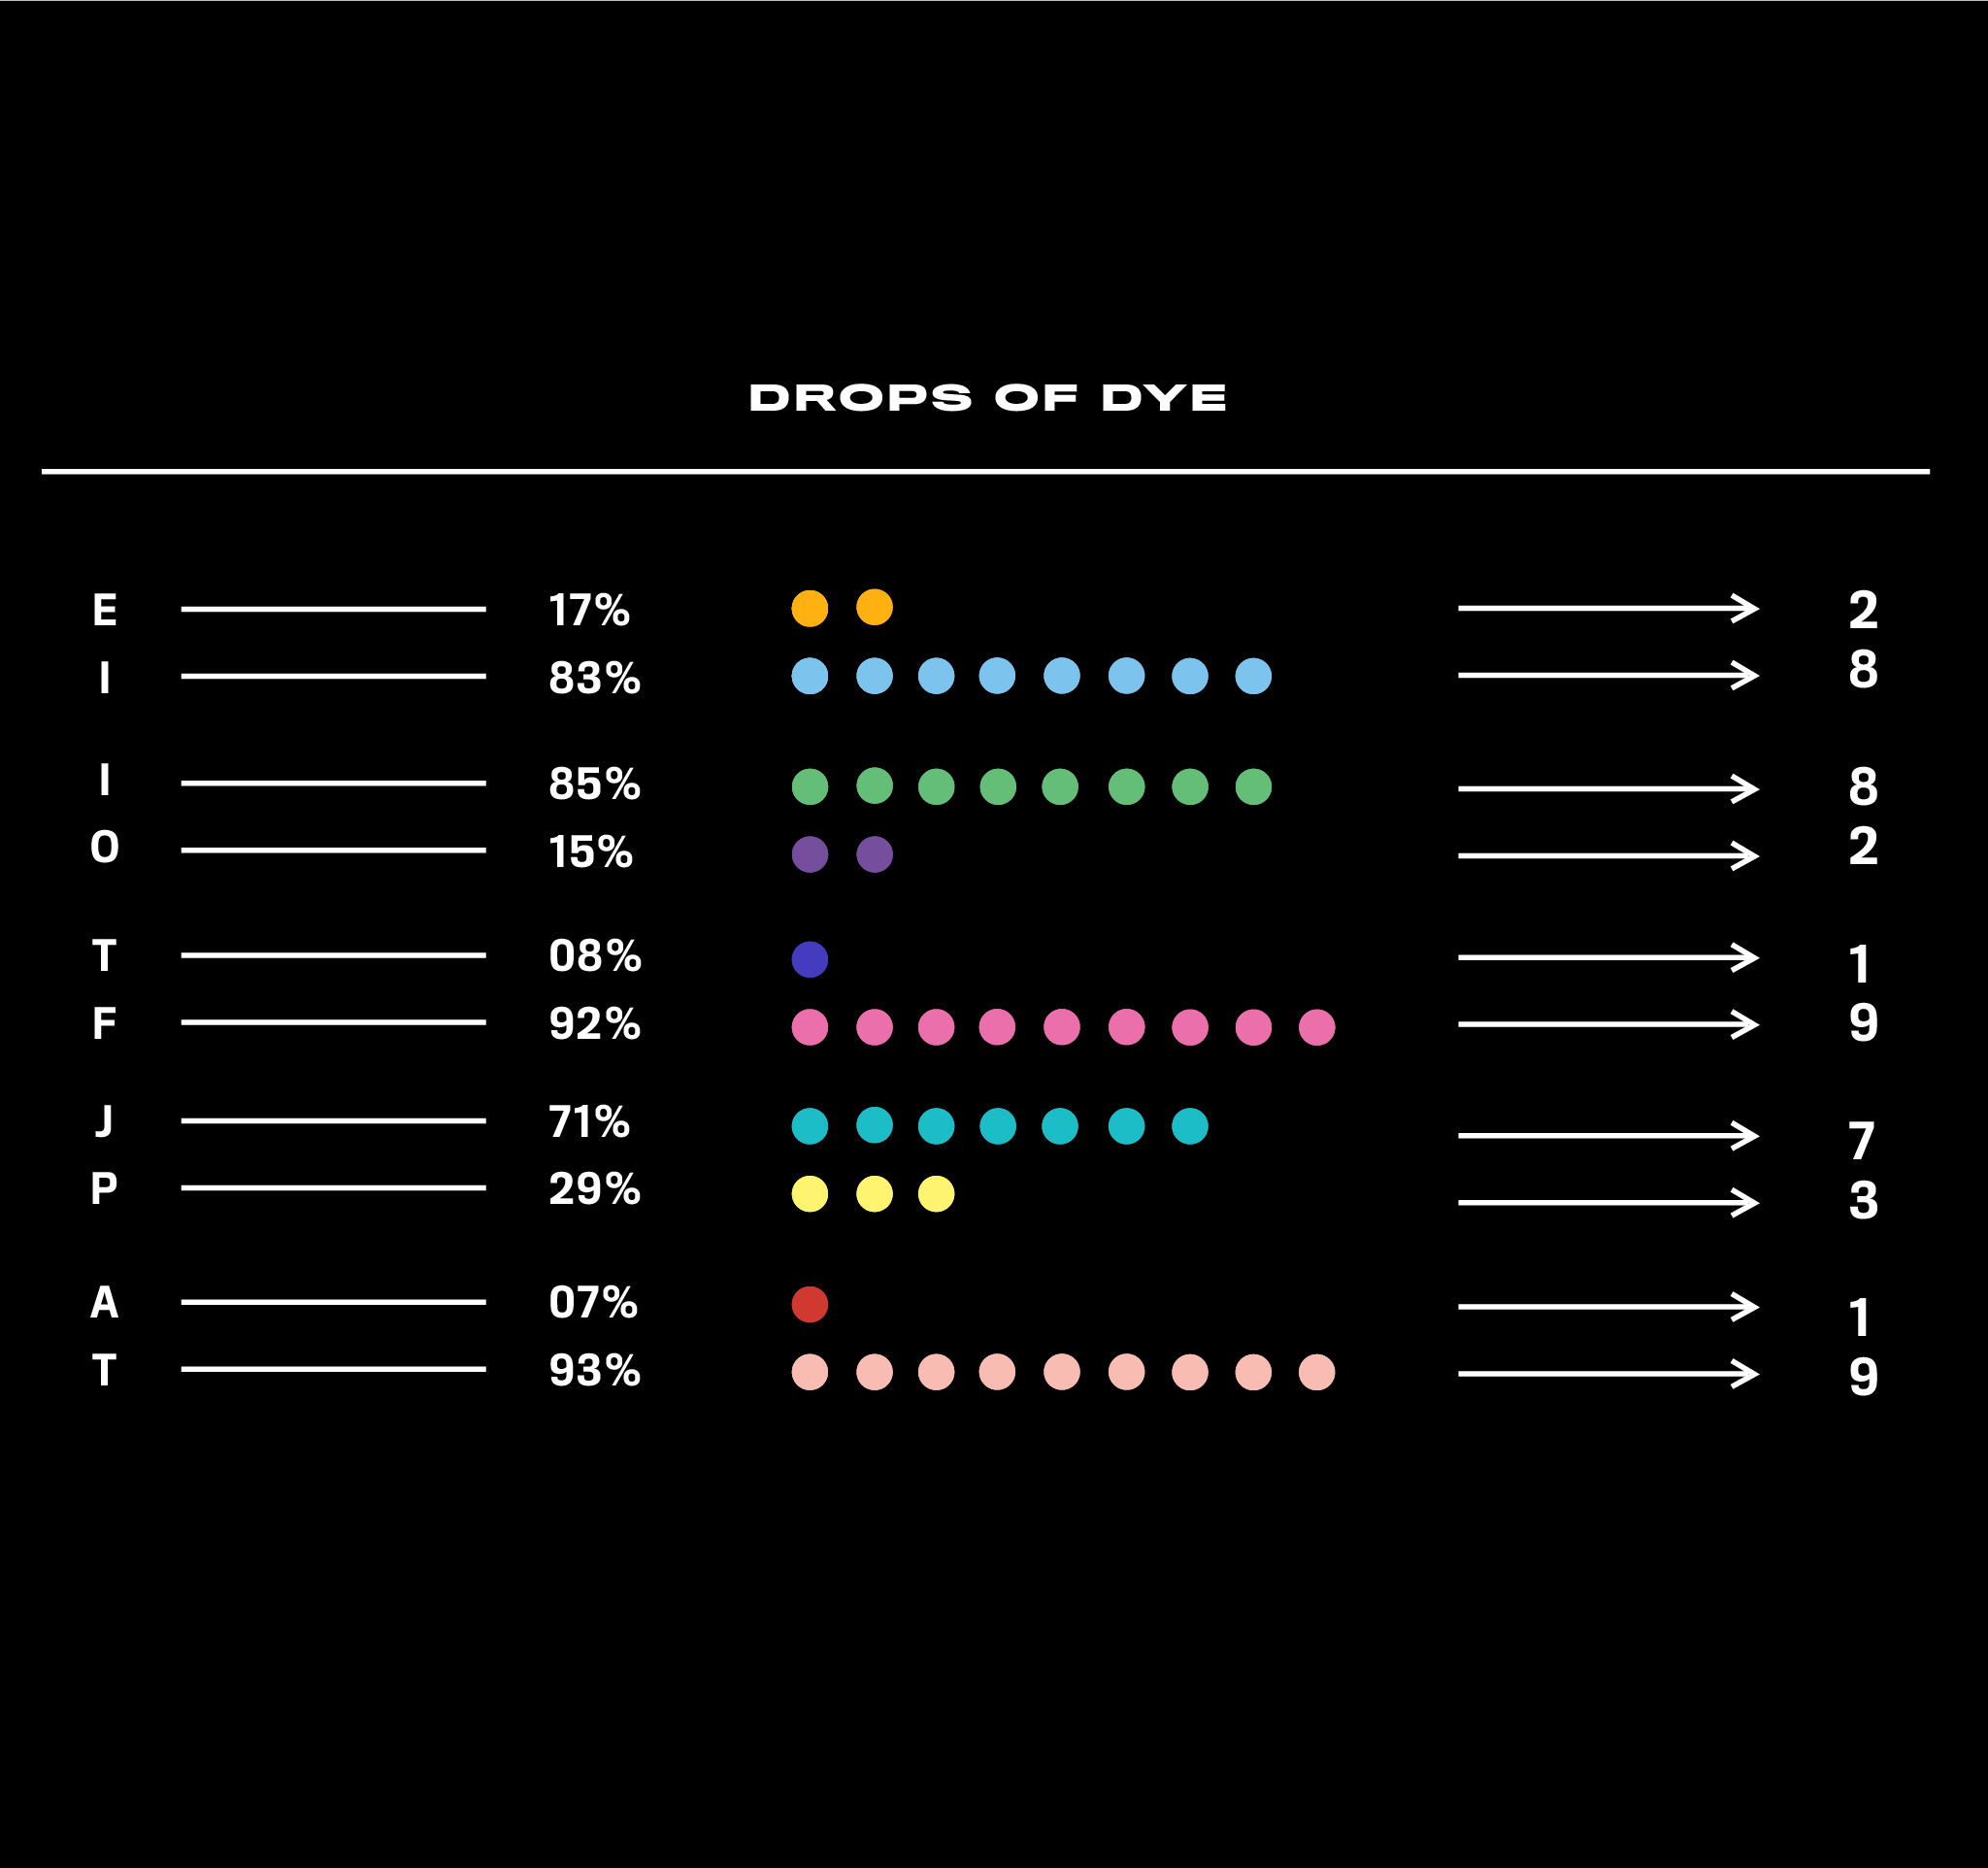 DROPS OF DYE
E 17% 2
I 83% 8
I 85% 8
O 15% 2
T 08% 1
F 92% 9
J 71% 7
P 29% 3
A 07% 1
T 93% 9